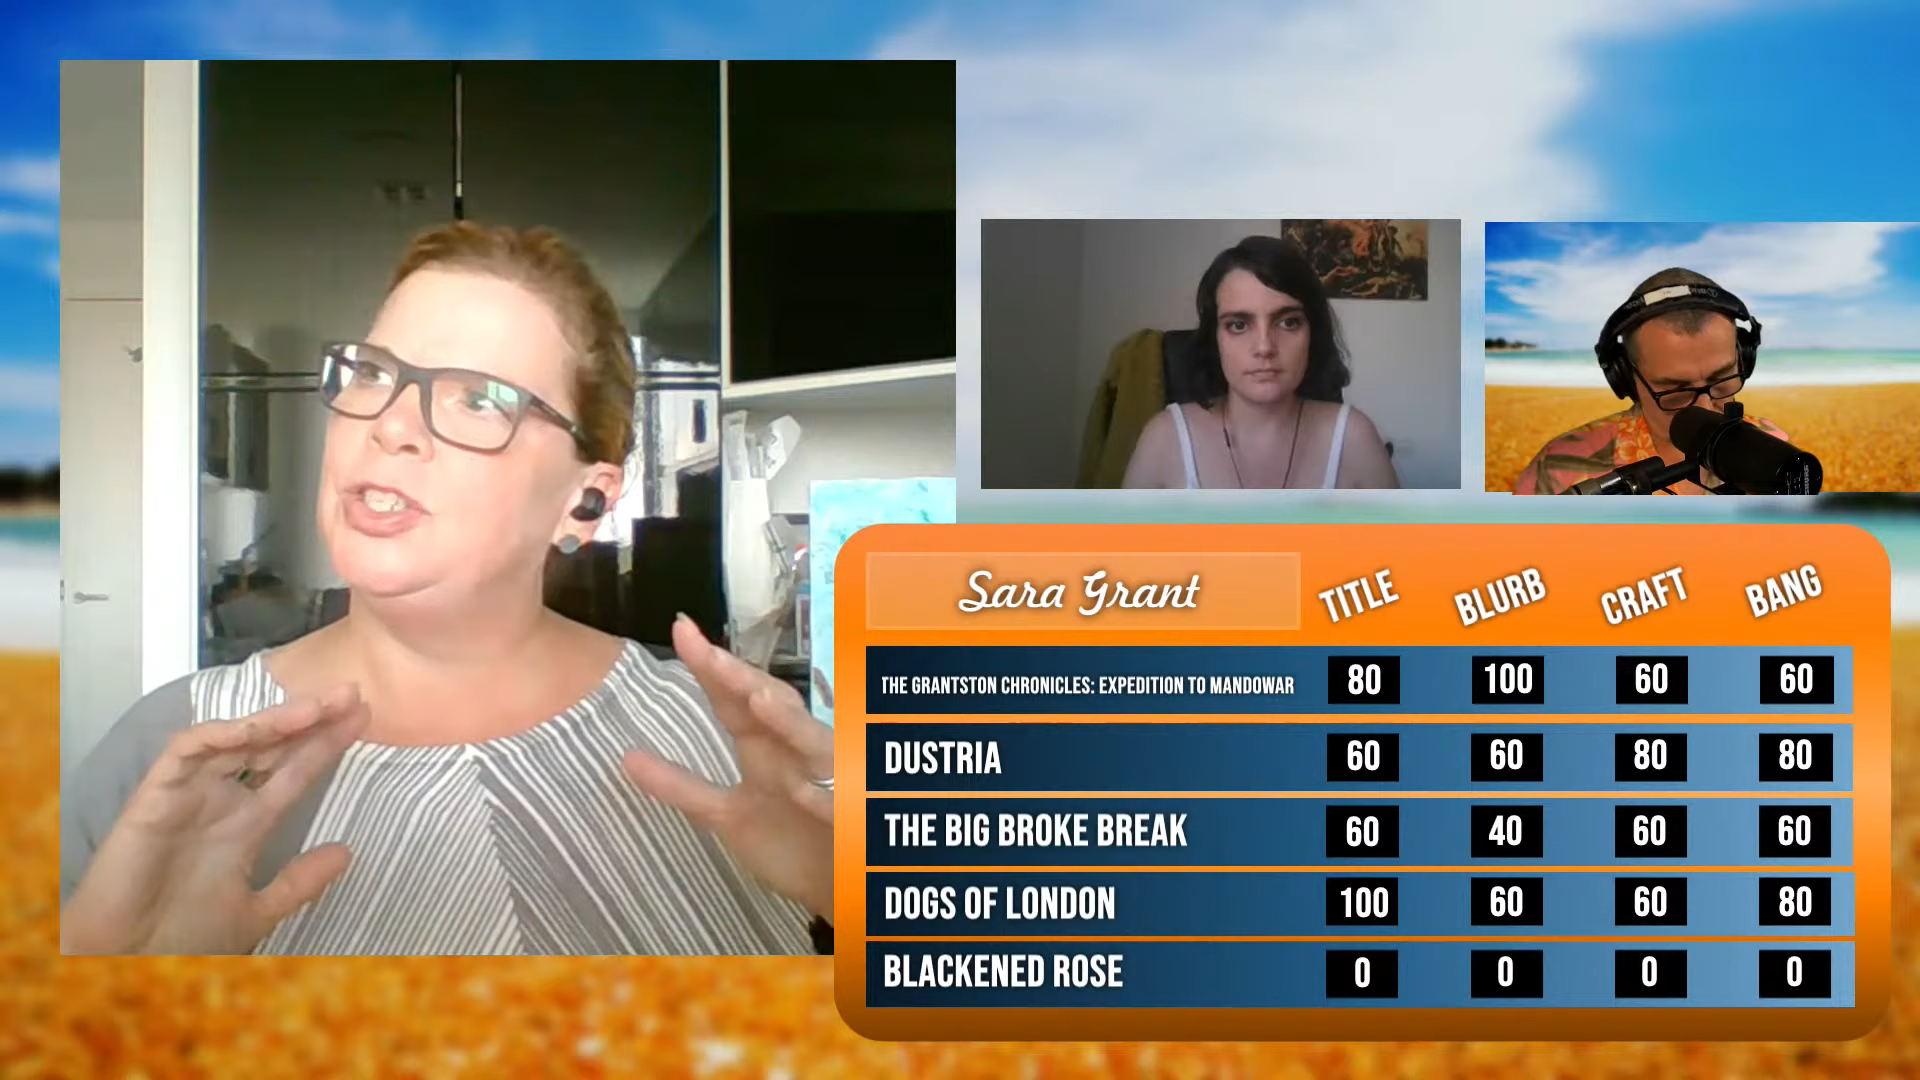 Sara Grant TITLE BLURB CRAFT BANG
THE GRANTSTON CHRONICLES: EXPEDITION TO MANDOWAR 80 100 60 60
DUSTRIA 60 60 80 80
THE BIG BROKE BREAK 60 40 60 60
DOGS OF LONDON 100 60 60 80
BLACKENED ROSE 0 0 0 0